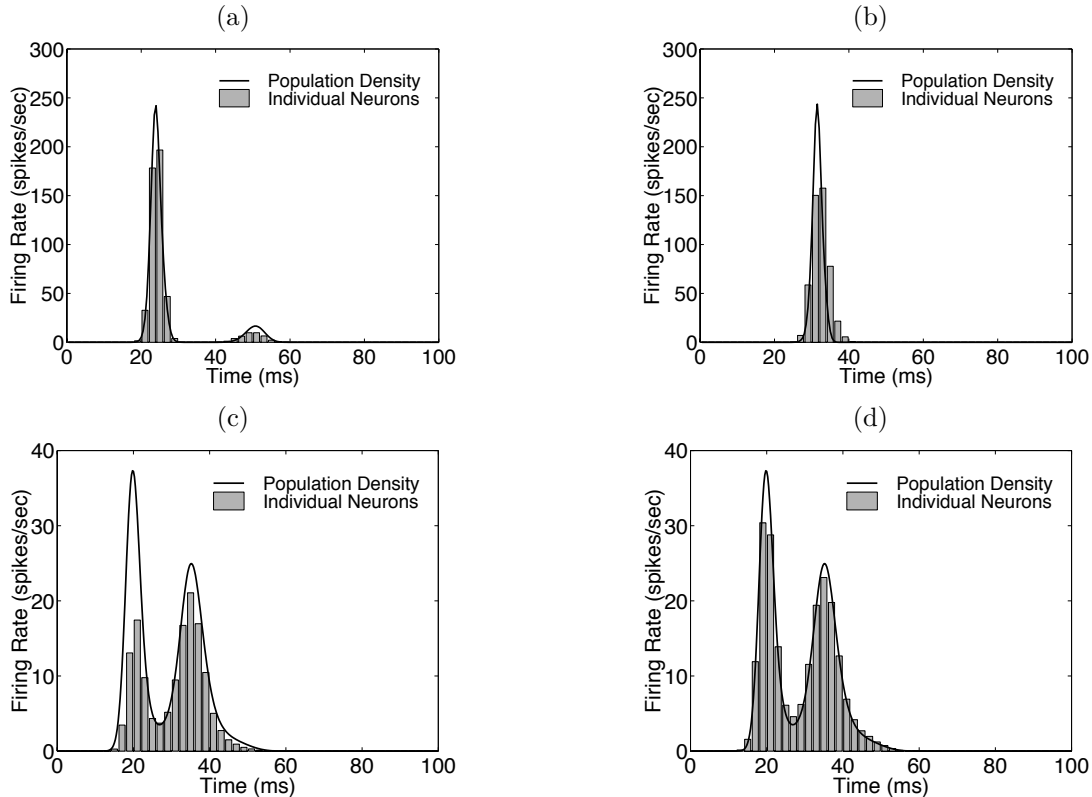 (a)
300
250
200
150
100
50
0
Firing Rate (spikes/sec)
Population Density
Individual Neurons
0 20 40 60 80 100
Time (ms)
(b)
300
250
200
150
100
50
0
Firing Rate (spikes/sec)
Population Density
Individual Neurons
0 20 40 60 80 100
Time (ms)
(c)
40
30
20
10
0
Firing Rate (spikes/sec)
Population Density
Individual Neurons
0 20 40 60 80 100
Time (ms)
(d)
40
30
20
10
0
Firing Rate (spikes/sec)
Population Density
Individual Neurons
0 20 40 60 80 100
Time (ms)